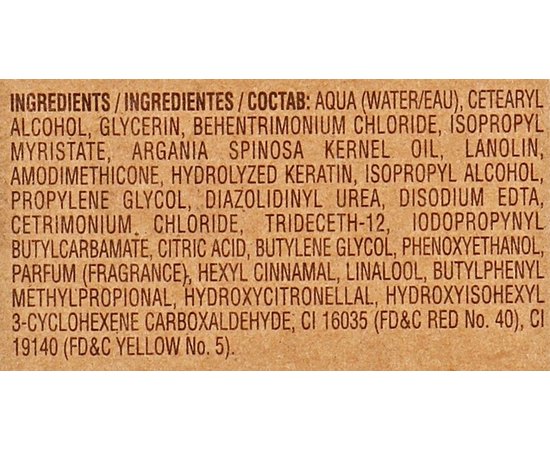 INGREDIENTS / INGREDIENTES / СОСТАВ: AQUA (WATER/EAU), CETEARYL
ALCOHOL, GLYCERIN, BEHENTRIMONIUM CHLORIDE, ISOPROPYL
MYRISTATE, ARGANIA SPINOSA KERNEL OIL, LANOLIN,
AMODIMETHICONE, HYDROLYZED KERATIN, ISOPROPYL ALCOHOL,
PROPYLENE GLYCOL, DIAZOLIDINYL UREA, DISODIUM EDTA,
CETRIMONIUM CHLORIDE, TRIDECETH-12, IODOPROPYNYL
BUTYLCARBAMATE, CITRIC ACID, BUTYLENE GLYCOL, PHENOXYETHANOL,
PARFUM (FRAGRANCE), HEXYL CINNAMAL, LINALOOL, BUTYLPHENYL
METHYLPROPIONAL, HYDROXYCITRONELLAL, HYDROXYISOHEXYL
3-CYCLOHEXENE CARBOXALDEHYDE; CI 16035 (FD&C RED No. 40), CI
19140 (FD&C YELLOW No. 5).